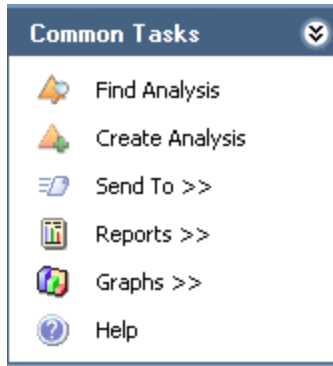 Common Tasks
Find Analysis
Create Analysis
Send To >>
Reports >>
Graphs >>
Help